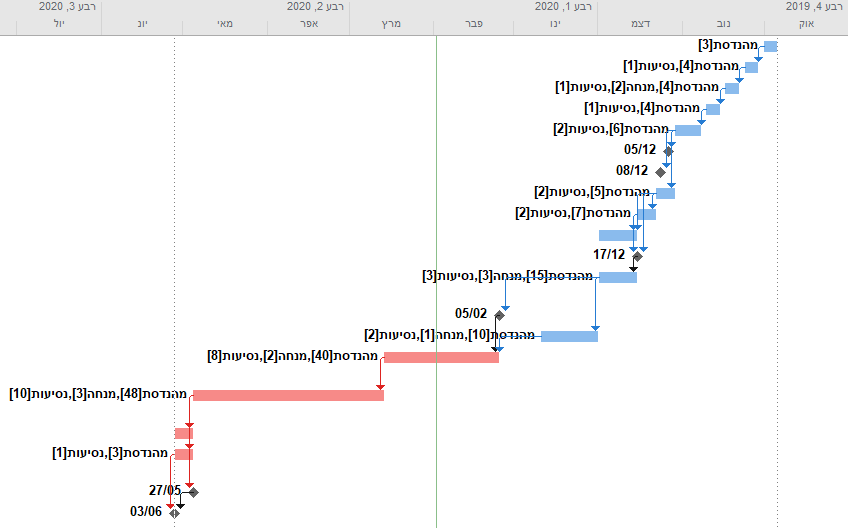 רבע 4, 2019
רבע 1, 2020
רבע 2, 2020
רבע 3, 2020
אוק
נוב
דצמ
ינו
פבר
מרץ
אפר
מאי
יונ
יול
מהנדסת[3]
מהנדסת[4],נסיעות[1]
מהנדסת[4],מנחה[2],נסיעות[1]
מהנדסת[4],נסיעות[1]
מהנדסת[6],נסיעות[2]
05/12
08/12
מהנדסת[5],נסיעות[2]
מהנדסת[7],נסיעות[2]
17/12
מהנדסת[15],מנחה[3],נסיעות[3]
05/02
מהנדסת[10],מנחה[1],נסיעות[2]
מהנדסת[40],מנחה[2],נסיעות[8]
מהנדסת[48],מנחה[3],נסיעות[10]
מהנדסת[3],נסיעות[1]
27/05
03/06